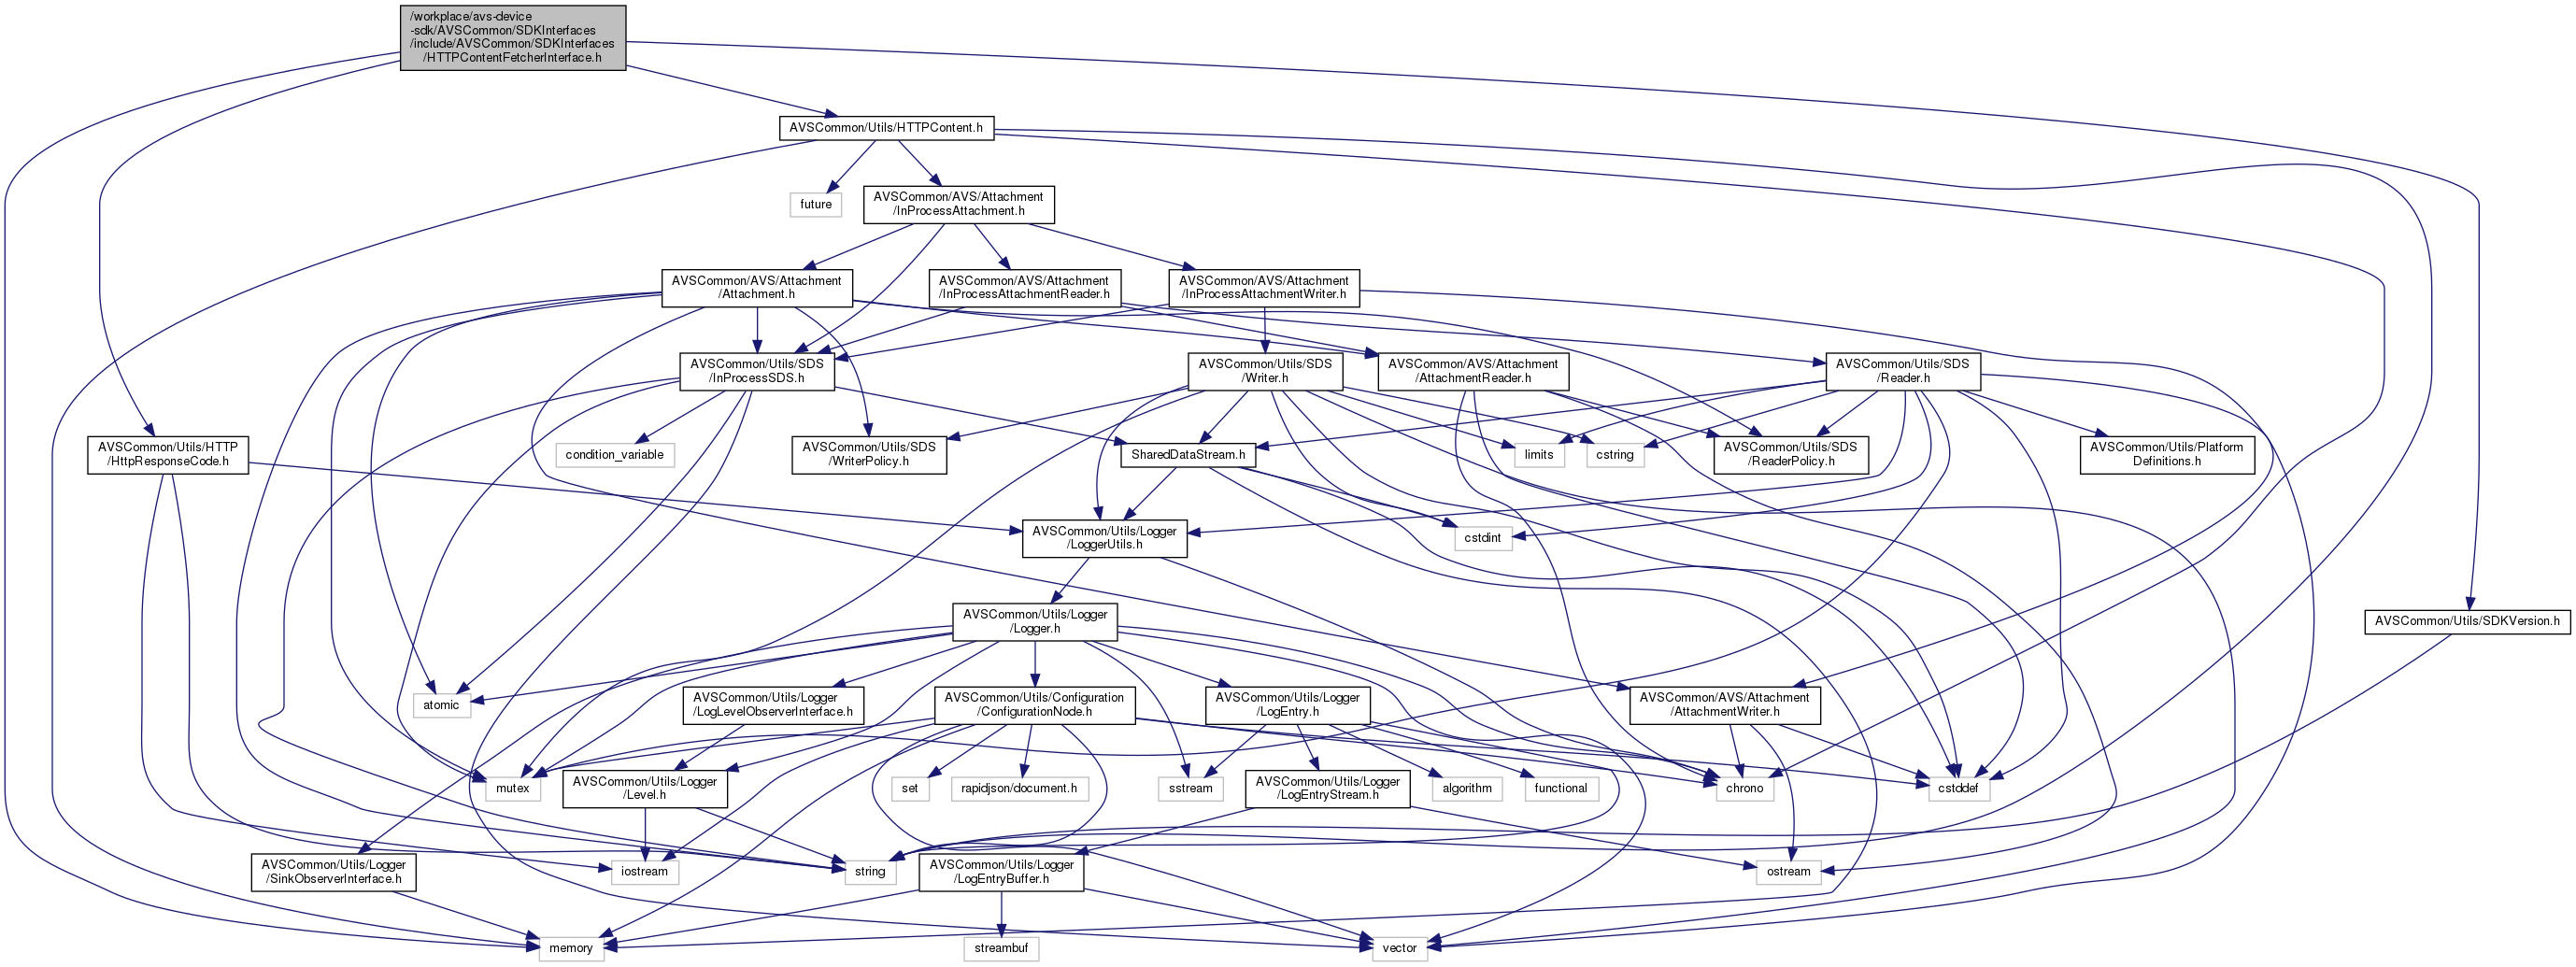 /workplace/avs-device
-sdk/AVSCommon/SDKInterfaces
/include/AVSCommon/SDKInterfaces
/HTTPContentFetcherInterface.h
AVSCommon/Utils/HTTPContent.h
future
AVSCommon/AVS/Attachment
/InProcessAttachment.h
AVSCommon/AVS/Attachment
/Attachment.h
AVSCommon/AVS/Attachment
/InProcessAttachmentReader.h
AVSCommon/AVS/Attachment
/InProcessAttachmentWriter.h
AVSCommon/Utils/SDS
/InProcessSDS.h
AVSCommon/Utils/SDS
/Writer.h
AVSCommon/AVS/Attachment
/AttachmentReader.h
AVSCommon/Utils/SDS
/Reader.h
AVSCommon/Utils/HTTP
/HttpResponseCode.h
condition_variable
AVSCommon/Utils/SDS
/WriterPolicy.h
SharedDataStream.h
limits
cstring
AVSCommon/Utils/SDS
/ReaderPolicy.h
AVSCommon/Utils/Platform
Definitions.h
AVSCommon/Utils/Logger
/LoggerUtils.h
cstdint
AVSCommon/Utils/Logger
/Logger.h
AVSCommon/Utils/SDKVersion.h
atomic
AVSCommon/Utils/Logger
/LogLevelObserverInterface.h
AVSCommon/Utils/Configuration
/ConfigurationNode.h
AVSCommon/Utils/Logger
/LogEntry.h
AVSCommon/AVS/Attachment
/AttachmentWriter.h
mutex
AVSCommon/Utils/Logger
/Level.h
set
rapidjson/document.h
sstream
AVSCommon/Utils/Logger
/LogEntryStream.h
algorithm
functional
chrono
cstddef
AVSCommon/Utils/Logger
/SinkObserverInterface.h
iostream
string
AVSCommon/Utils/Logger
/LogEntryBuffer.h
ostream
memory
streambuf
vector